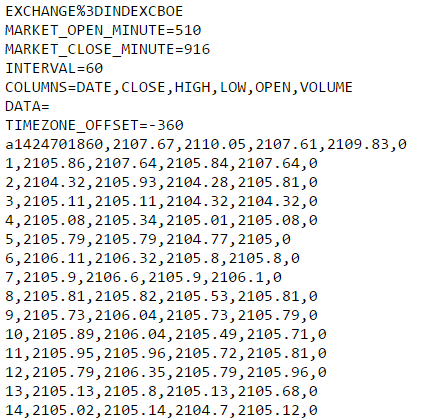 EXCHANGE%3DINDEXCBOE
MARKET_OPEN_MINUTE=510
MARKET_CLOSE_MINUTE=916
INTERVAL=60
COLUMNS=DATE,CLOSE,HIGH,LOW,OPEN,VOLUME
DATA=
TIMEZONE_OFFSET=-360
a1424701860,2107.67,2110.05,2107.61,2109.83,0
1,2105.86,2107.64,2105.84,2107.64,0
2,2104.32,2105.93,2104.28,2105.81,0
3,2105.11,2105.11,2104.32,2104.32,0
4,2105.08,2105.34,2105.01,2105.08,0
5,2105.79,2105.79,2104.77,2105,0
6,2106.11,2106.32,2105.8,2105.8,0
7,2105.9,2106.6,2105.9,2106.1,0
8,2105.81,2105.82,2105.53,2105.81,0
9,2105.73,2106.04,2105.73,2105.79,0
10,2105.89,2106.04,2105.49,2105.71,0
11,2105.95,2105.96,2105.72,2105.81,0
12,2105.79,2106.35,2105.79,2105.96,0
13,2105.13,2105.8,2105.13,2105.68,0
14,2105.02,2105.14,2104.7,2105.12,0